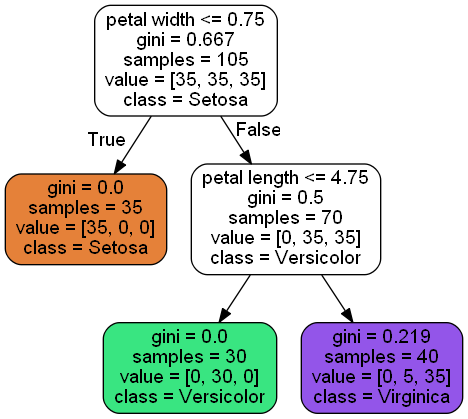 petal width <= 0.75
gini = 0.667
samples = 105
value = [35, 35, 35]
class = Setosa
True
False
gini = 0.0
samples = 35
value = [35, 0, 0]
class = Setosa
petal length <= 4.75
gini = 0.5
samples = 70
value = [0, 35, 35]
class = Versicolor
gini = 0.0
samples = 30
value = [0, 30, 0]
class = Versicolor
gini = 0.219
samples = 40
value = [0, 5, 35]
class = Virginica